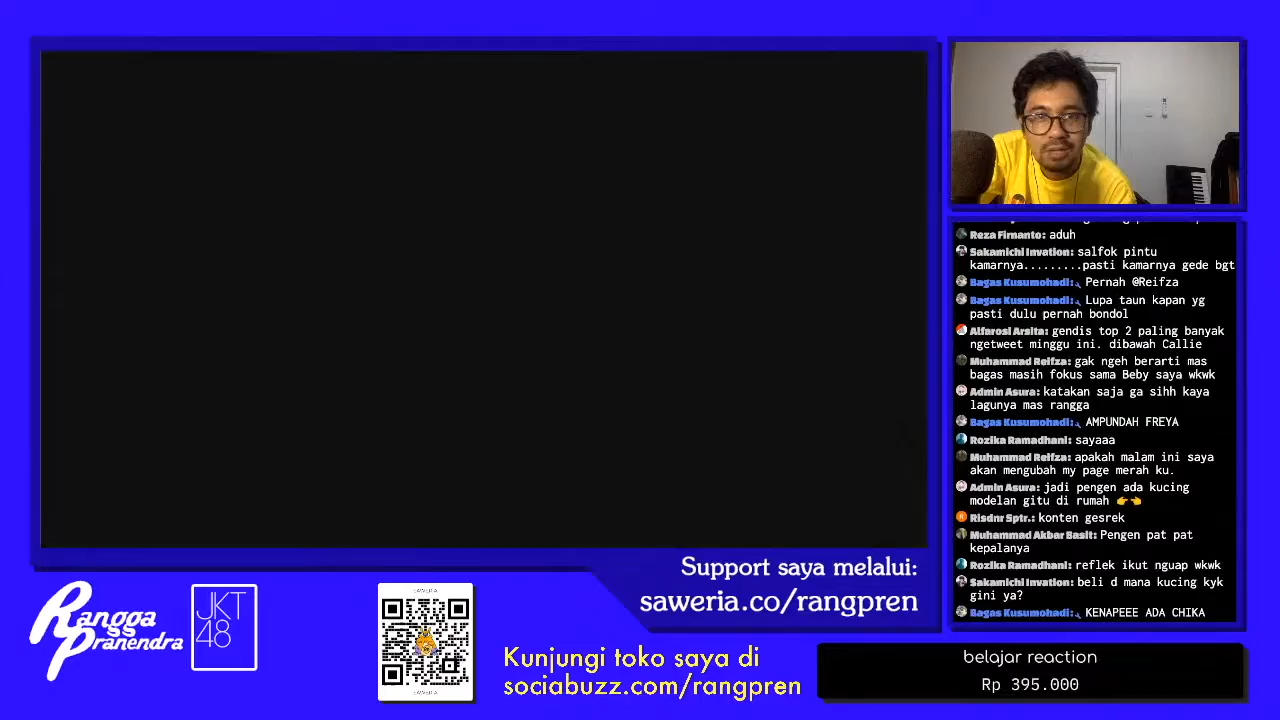 Reza Firnanto: aduh
Sakamichi Invation: salfok pintu
kamarnya.........pasti kamarnya gede bgt
Bagas Kusumohadi: Pernah @Reifza
Bagas Kusumohadi: Lupa taun kapan yg
pasti dulu pernah bondol
Alfarosi Arsita: gendis top 2 paling banyak
ngetweet minggu ini. dibawah Callie
Muhammad Reifza: gak ngeh berarti mas
bagas masih fokus sama Beby saya wkwk
Admin Asura: katakan saja ga sihh kaya
lagunya mas rangga
Bagas Kusumohadi: AMPUNDAH FREYA
Rozika Ramadhani: sayaaa
Muhammad Reifza: apakah malam ini saya
akan mengubah my page merah ku.
Admin Asura: jadi pengen ada kucing
modelan gitu di rumah 👉👈
Risdnr Sptr.: konten gesrek
Muhammad Akbar Basit: Pengen pat pat
kepalanya
Rozika Ramadhani: reflek ikut nguap wkwk
Sakamichi Invation: beli d mana kucing kyk
gini ya?
Bagas Kusumohadi: KENAPEEE ADA CHIKA
Support saya melalui:
saweria.co/rangpren
Rangga
Pranendra
JKT
48
SAWERIA
SAWERIA
Kunjungi toko saya di
sociabuzz.com/rangpren
belajar reaction
Rp 395.000